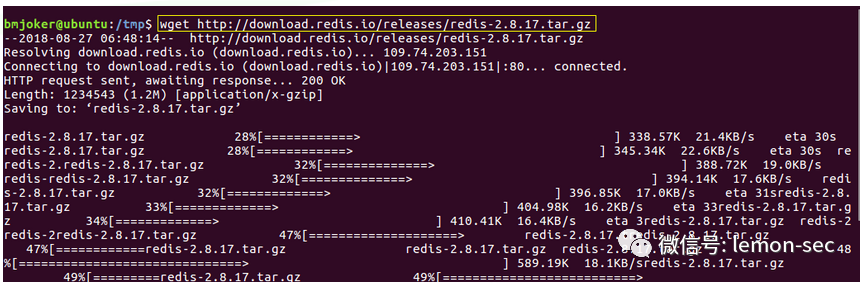 bmjoker@ubuntu:/tmp$ wget http://download.redis.io/releases/redis-2.8.17.tar.gz
--2018-08-27 06:48:14-- http://download.redis.io/releases/redis-2.8.17.tar.gz
Resolving download.redis.io (download.redis.io)... 109.74.203.151
Connecting to download.redis.io (download.redis.io)|109.74.203.151|:80... connected.
HTTP request sent, awaiting response... 200 OK
Length: 1234543 (1.2M) [application/x-gzip]
Saving to: ‘redis-2.8.17.tar.gz’
redis-2.8.17.tar.gz 28%[============> ] 338.57K 21.4KB/s eta 30s
redis-2.8.17.tar.gz 28%[============> ] 345.34K 22.6KB/s eta 30s re
redis-2.redis-2.8.17.tar.gz 32%[==============> ] 388.72K 19.0KB/s
redis-redis-2.8.17.tar.gz 32%[==============> ] 394.14K 17.6KB/s redi
s-2.8.17.tar.gz 32%[==============> ] 396.85K 17.0KB/s eta 31sredis-2.8.
17.tar.gz 33%[=============> ] 404.98K 16.2KB/s eta 33redis-2.8.17.tar.g
z 34%[==============> ] 410.41K 16.4KB/s eta 3redis-2.8.17.tar.gz redis-2
redis-2redis-2.8.17.tar.gz 47%[=====================> redis-2.8.17.tar.gz redis-2.
47%[============redis-2.8.17.tar.gz redis-2.8.17.tar.gz redis-2. 48
%[=============================> ] 589.19K 18.1KB/sredis-2.8.17.tar.gz
49%[=========redis-2.8.17.tar.gz 49%[=========================>
微信号: lemon-sec